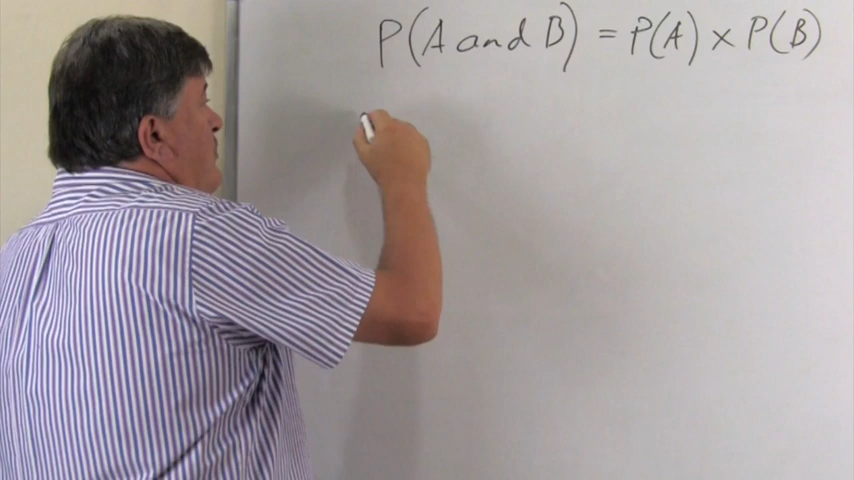 P(A and B) = P(A) × P(B)